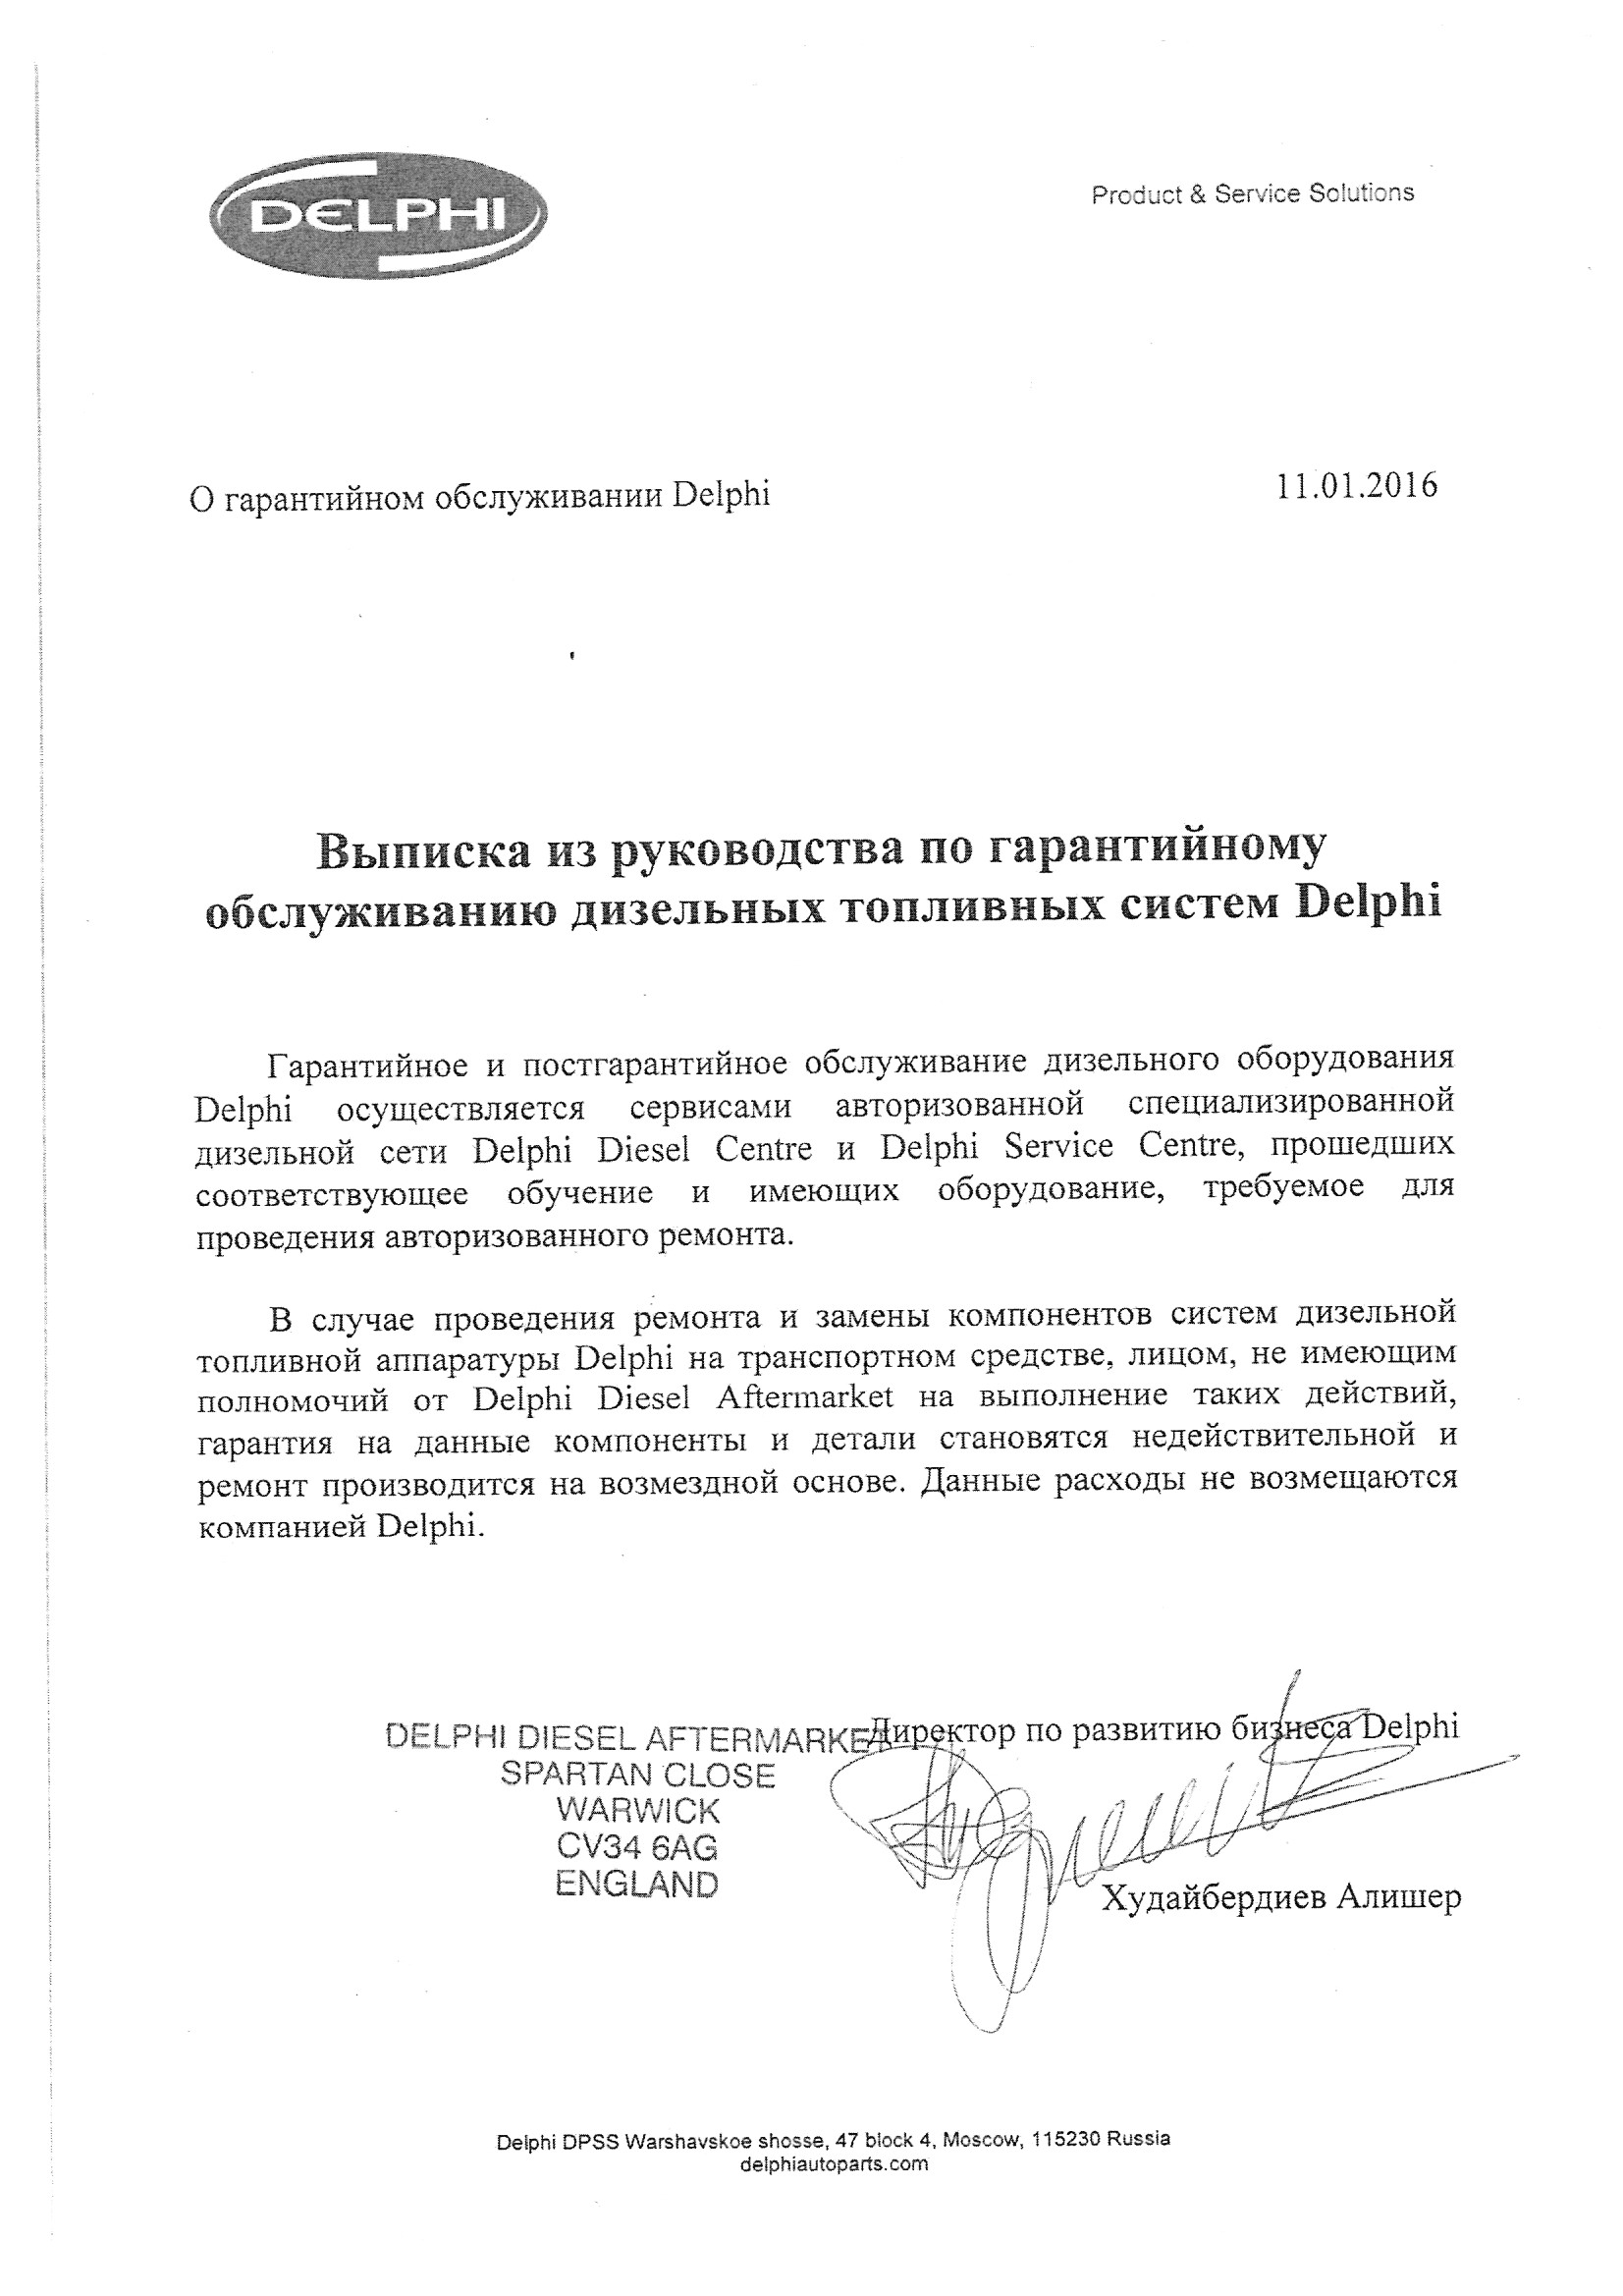 DELPHI
Product & Service Solutions
О гарантийном обслуживании Delphi
11.01.2016
Выписка из руководства по гарантийному
обслуживанию дизельных топливных систем Delphi
Гарантийное и постгарантийное обслуживание дизельного оборудования
Delphi осуществляется сервисами авторизованной специализированной
дизельной сети Delphi Diesel Centre и Delphi Service Centre, прошедших
соответствующее обучение и имеющих оборудование, требуемое для
проведения авторизованного ремонта.
В случае проведения ремонта и замены компонентов систем дизельной
топливной аппаратуры Delphi на транспортном средстве, лицом, не имеющим
полномочий от Delphi Diesel Aftermarket на выполнение таких действий,
гарантия на данные компоненты и детали становятся недействительной и
ремонт производится на возмездной основе. Данные расходы не возмещаются
компанией Delphi.
DELPHI DIESEL AFTERMARKET
SPARTAN CLOSE
WARWICK
CV34 6AG
ENGLAND
Директор по развитию бизнеса Delphi
Худайбердиев Алишер
Delphi DPSS Warshavskoe shosse, 47 block 4, Moscow, 115230 Russia
delphiautoparts.com